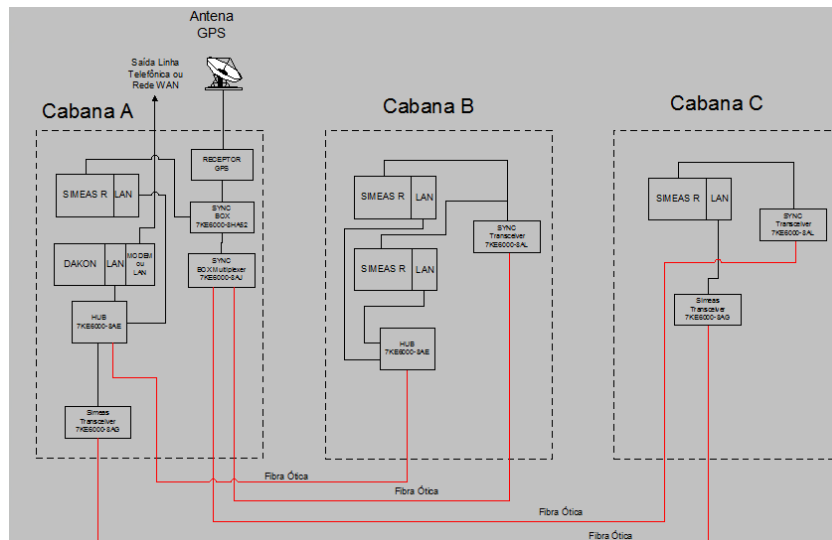 Antena
GPS
Saída Linha
Telefônica ou
Rede WAN
Cabana A
RECEPTOR
GPS
SIMEAS R
LAN
SYNC
BOX
7KE6000-8HA52
DAKON
LAN
MODEM
ou
LAN
SYNC
BOX Multiplexer
7KE6000-8AJ
HUB
7KE6000-8AE
Simeas
Transceiver
7KE6000-8AG
Cabana B
SIMEAS R
LAN
SYNC
Transceiver
7KE6000-8AL
SIMEAS R
LAN
HUB
7KE6000-8AE
Cabana C
SIMEAS R
LAN
SYNC
Transceiver
7KE6000-8AL
Simeas
Transceiver
7KE6000-8AG
Fibra Ótica
Fibra Ótica
Fibra Ótica
Fibra Ótica